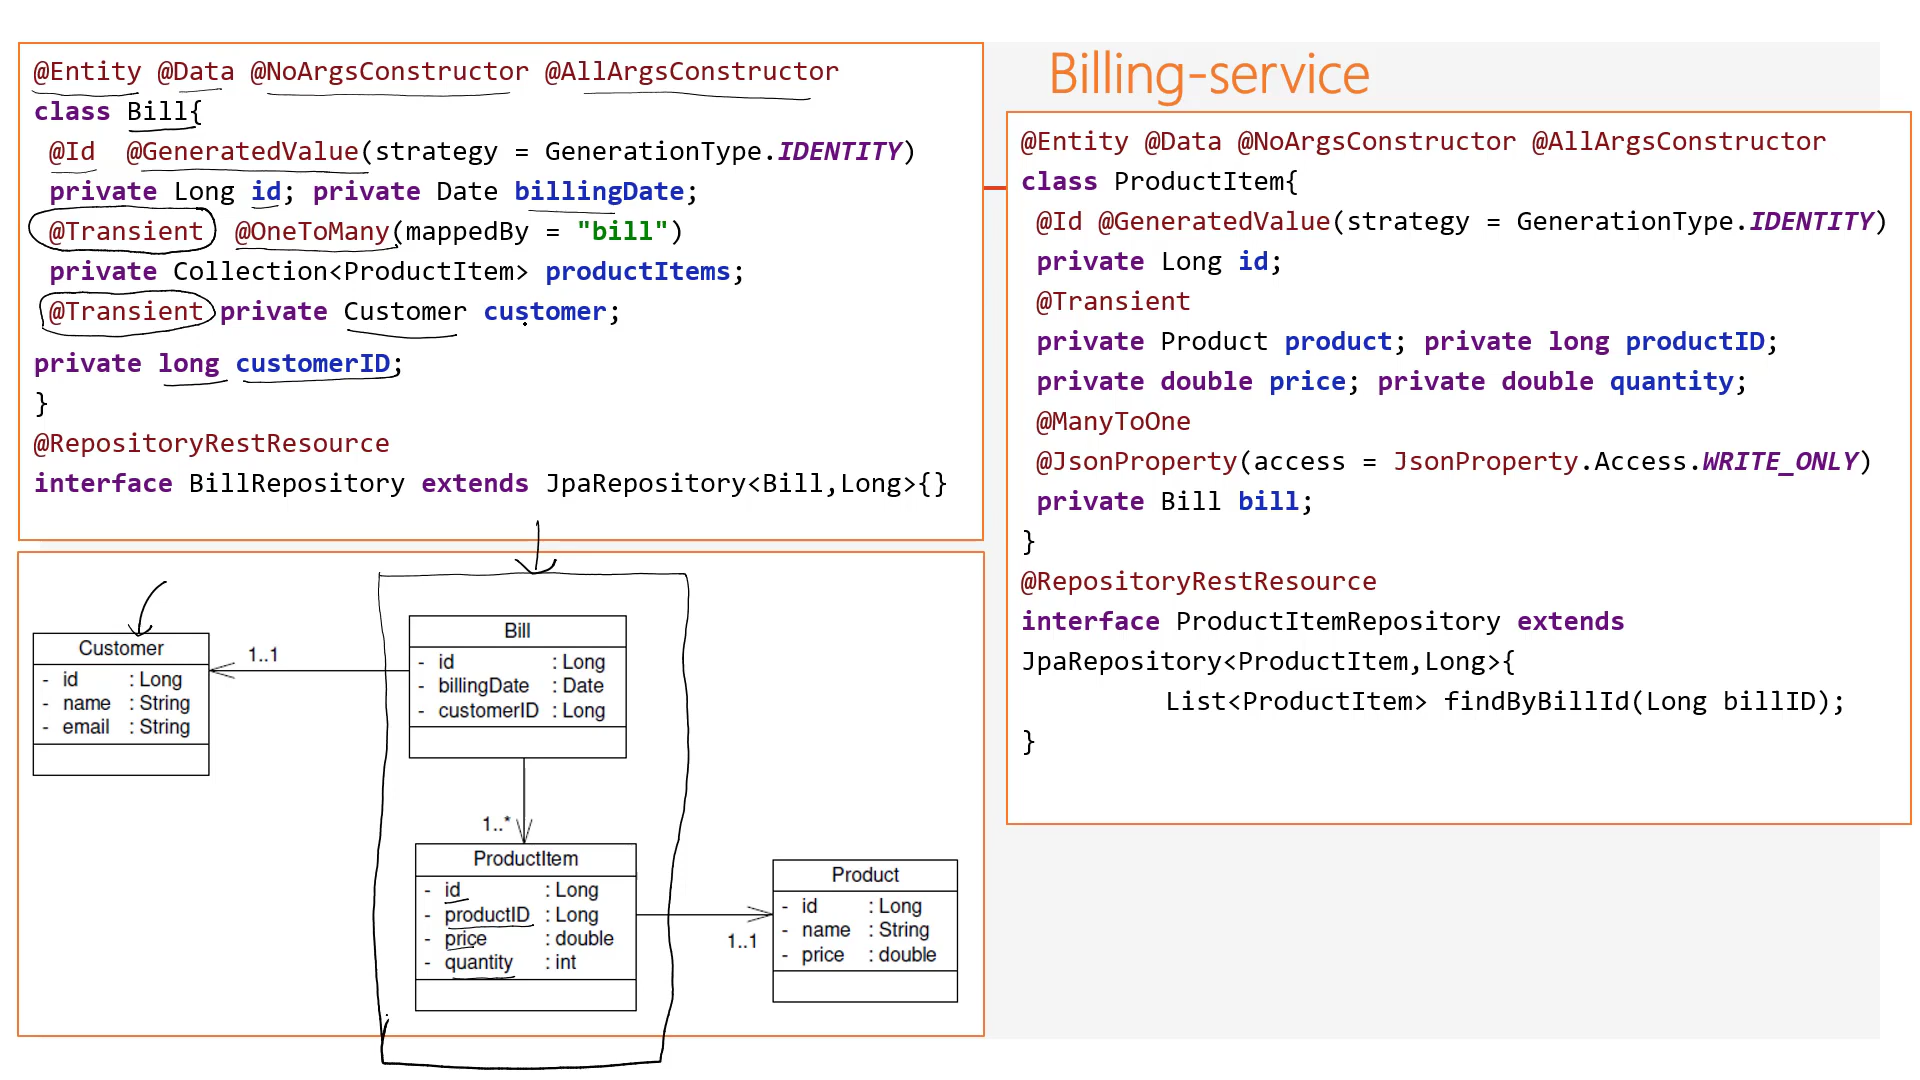 @Entity @Data @NoArgsConstructor @AllArgsConstructor
class Bill{
@Id @GeneratedValue(strategy = GenerationType.IDENTITY)
private Long id; private Date billingDate;
@Transient @OneToMany(mappedBy = "bill")
private Collection<ProductItem> productItems;
@Transient private Customer customer;
private long customerID;
}
@RepositoryRestResource
interface BillRepository extends JpaRepository<Bill,Long>{}
Billing-service
@Entity @Data @NoArgsConstructor @AllArgsConstructor
class ProductItem{
@Id @GeneratedValue(strategy = GenerationType.IDENTITY)
private Long id;
@Transient
private Product product; private long productID;
private double price; private double quantity;
@ManyToOne
@JsonProperty(access = JsonProperty.Access.WRITE_ONLY)
private Bill bill;
}
@RepositoryRestResource
interface ProductItemRepository extends
JpaRepository<ProductItem,Long>{
List<ProductItem> findByBillId(Long billID);
}
Customer
- id : Long
- name : String
- email : String
1..1
Bill
- id : Long
- billingDate : Date
- customerID : Long
1..*
ProductItem
- id : Long
- productID : Long
- price : double
- quantity : int
1..1
Product
- id : Long
- name : String
- price : double